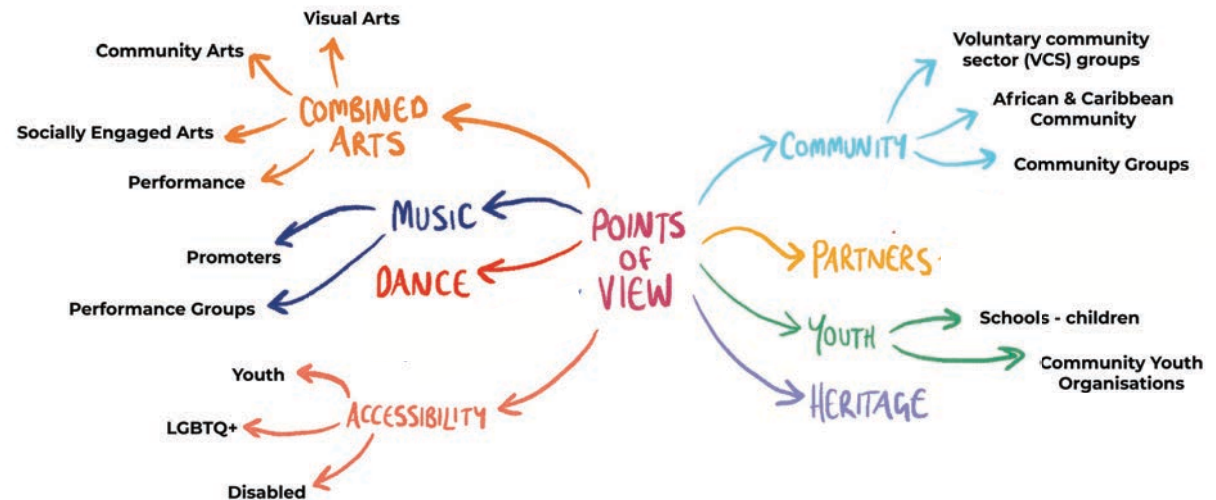 Visual Arts
Community Arts
COMBINED
ARTS
Socially Engaged Arts
Performance
MUSIC
Promoters
Performance Groups
DANCE
POINTS
OF
VIEW
Youth
ACCESSIBILITY
LGBTQ+
Disabled
Voluntary community
sector (VCS) groups
African & Caribbean
Community
COMMUNITY
Community Groups
PARTNERS
YOUTH
Schools - children
Community Youth
Organisations
HERITAGE